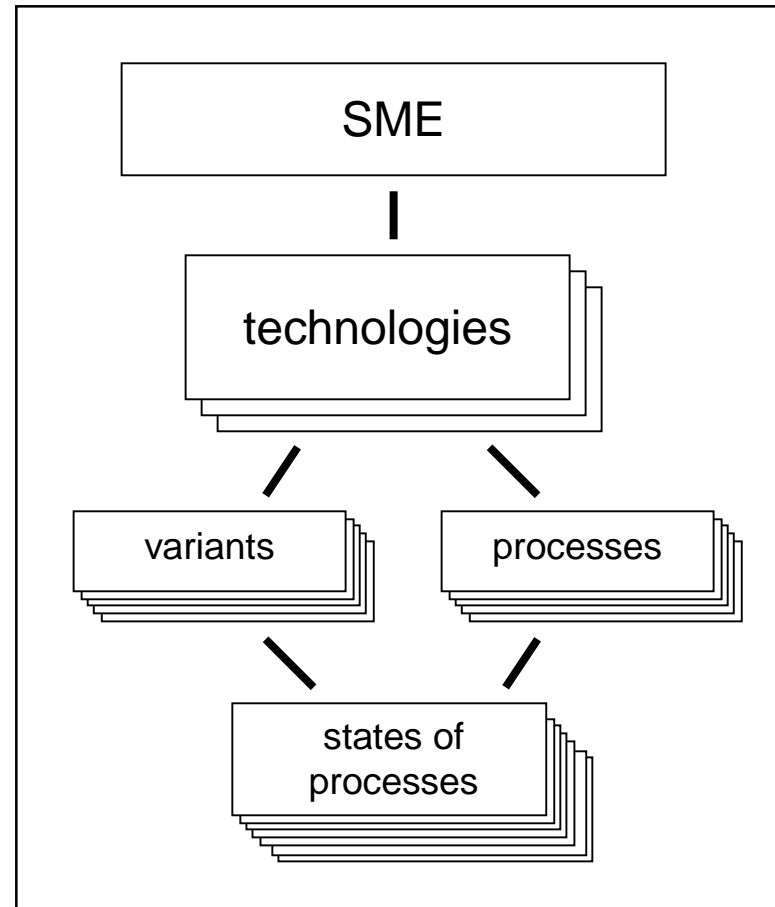 SME
technologies
variants
processes
states of
processes